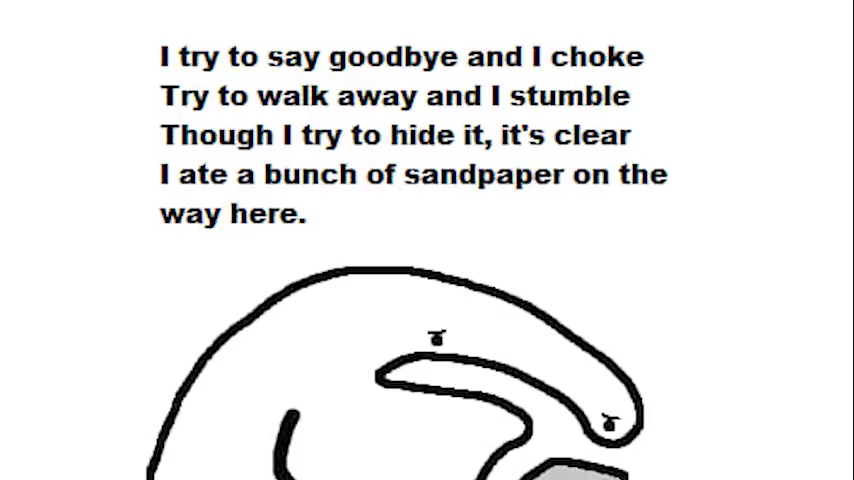 I try to say goodbye and I choke
Try to walk away and I stumble
Though I try to hide it, it's clear
I ate a bunch of sandpaper on the
way here.